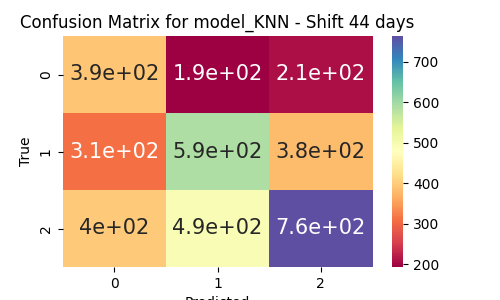 Confusion Matrix for model_KNN - Shift 44 days
0 3.9e+02 1.9e+02 2.1e+02
1 3.1e+02 5.9e+02 3.8e+02
2 4e+02 4.9e+02 7.6e+02
True
0 1 2
Predicted
700
600
500
400
300
200